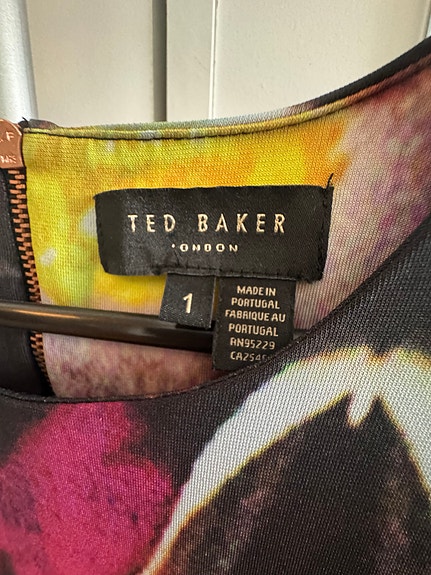 TED BAKER
LONDON
1
MADE IN
PORTUGAL
FABRIQUE AU
PORTUGAL
RN95229